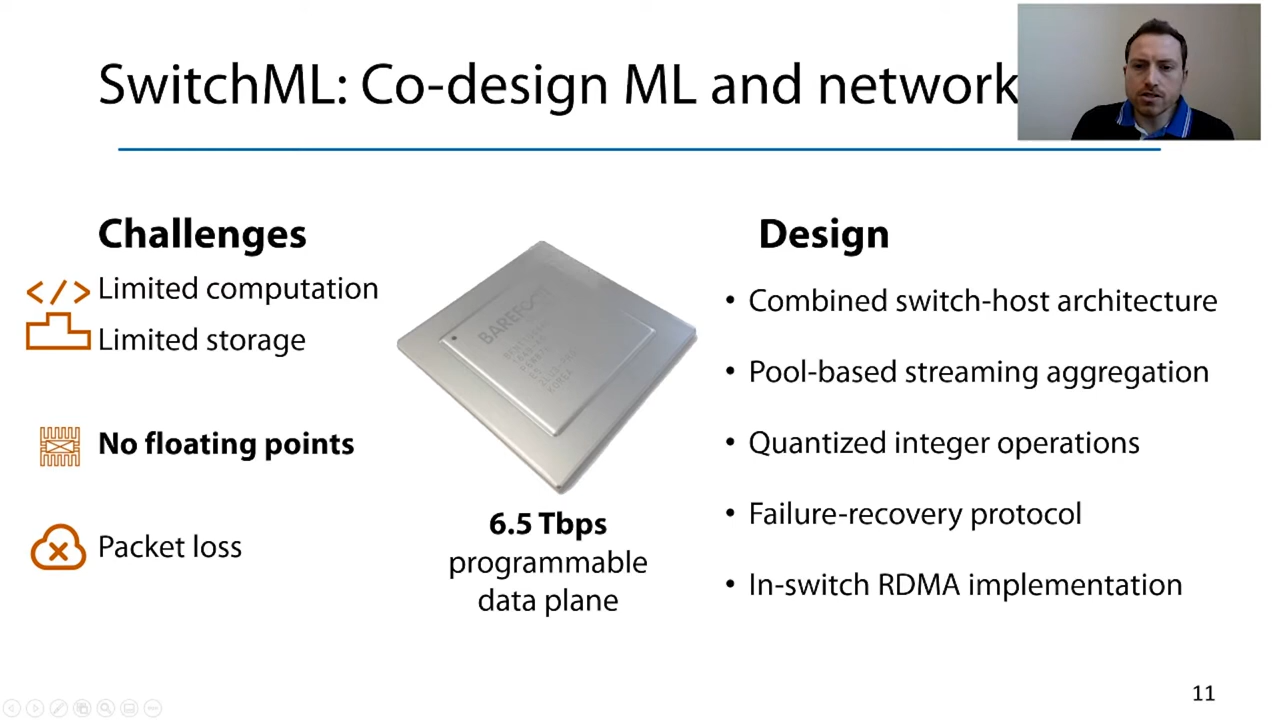 SwitchML: Co-design ML and network
Challenges
Limited computation
Limited storage
No floating points
Packet loss
BAREFOOT
KOREA
6.5 Tbps
programmable
data plane
Design
• Combined switch-host architecture
• Pool-based streaming aggregation
• Quantized integer operations
• Failure-recovery protocol
• In-switch RDMA implementation
11